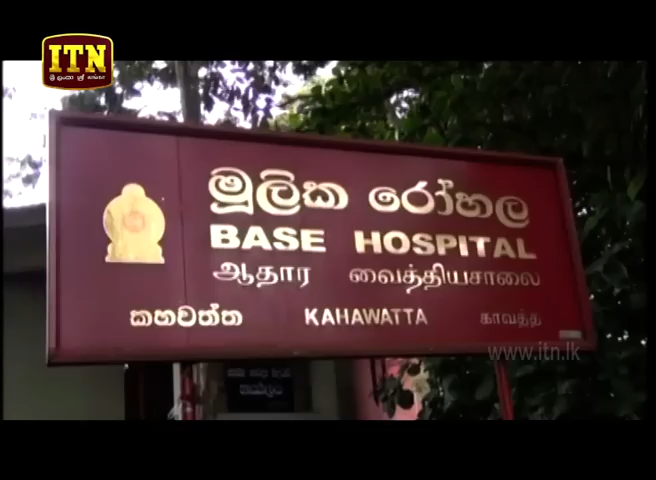 ITN
මූලික රෝහල
BASE HOSPITAL
ஆதார வைத்தியசாலை
කහවත්ත KAHAWATTA காவத்த
www.itn.lk